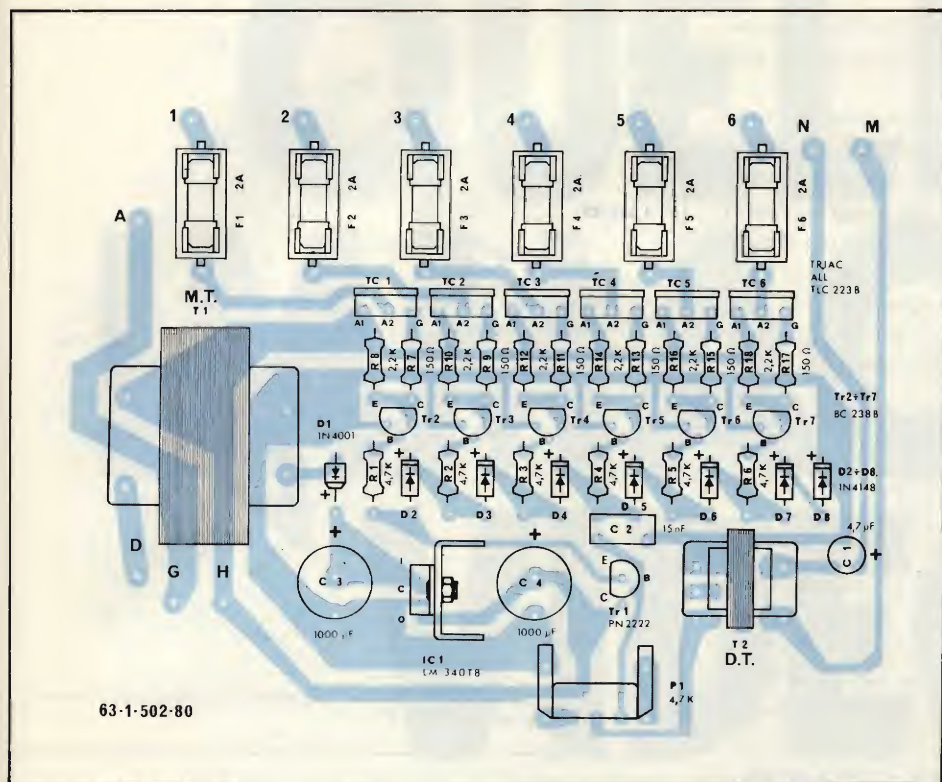 1 2 3 4 5 6 N M
A
F1 2A F2 2A F3 2A F4 2A. F5 2A F6 2A
TRIAC
ALL
TLC 223B
M.T.
T1
TC 1 TC 2 TC 3 TC 4 TC 5 TC 6
A1 A2 G A1 A2 G A1 A2 G A1 A2 G A1 A2 G A1 A2 G
R8 2,2K R7 150Ω R10 2,2K R9 150Ω R12 2,2K R11 150Ω R14 2,2K R13 150Ω R16 2,2K R15 150Ω R18 2,2K R17 150Ω
E C Tr2 E C Tr3 E C Tr4 E C Tr5 E C Tr6 E C Tr7
B B B B B B
Tr2÷Tr7
BC 238B
D1
1N4001
R1 4,7K R2 4,7K R3 4,7K R4 4,7K R5 4,7K R6 4,7K
+ + + + + + + +
D2÷D8.
1N4148
D2 D3 D4 D5 D6 D7 D8
C 2 15nF
4,7µF
C 1 +
D
G H
+ +
C 3 C 4
1000 µF 1000 µF
I
C
O
IC1
LM 340T8
E B
C
Tr1
PN2222
T2
D.T.
P1
4,7K
63-1-502-80